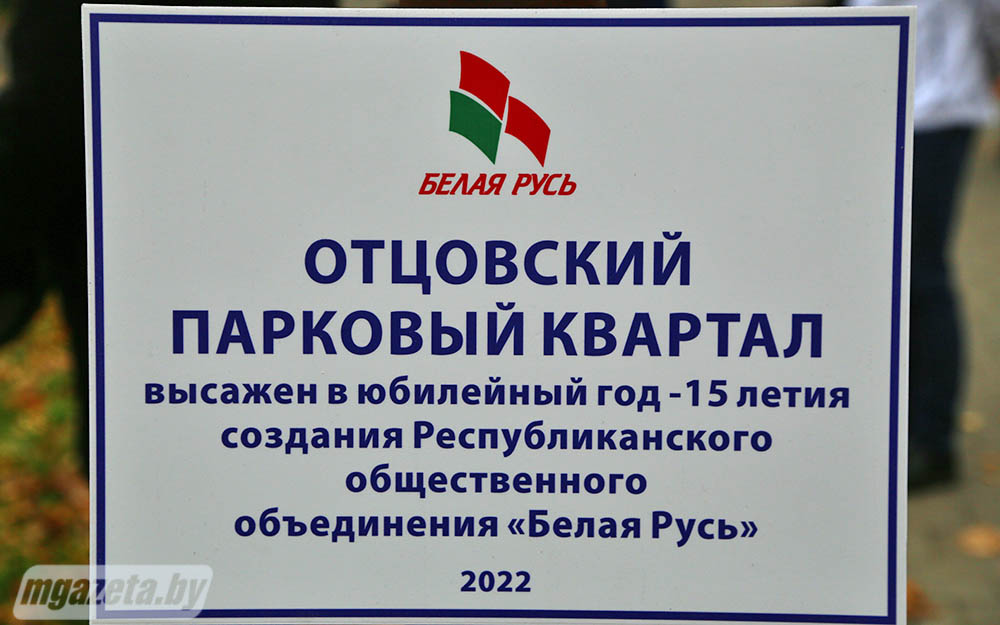 БЕЛАЯ РУСЬ
ОТЦОВСКИЙ
ПАРКОВЫЙ КВАРТАЛ
высажен в юбилейный год -15 летия
создания Республиканского
общественного
объединения «Белая Русь»
2022
mgazeta.by